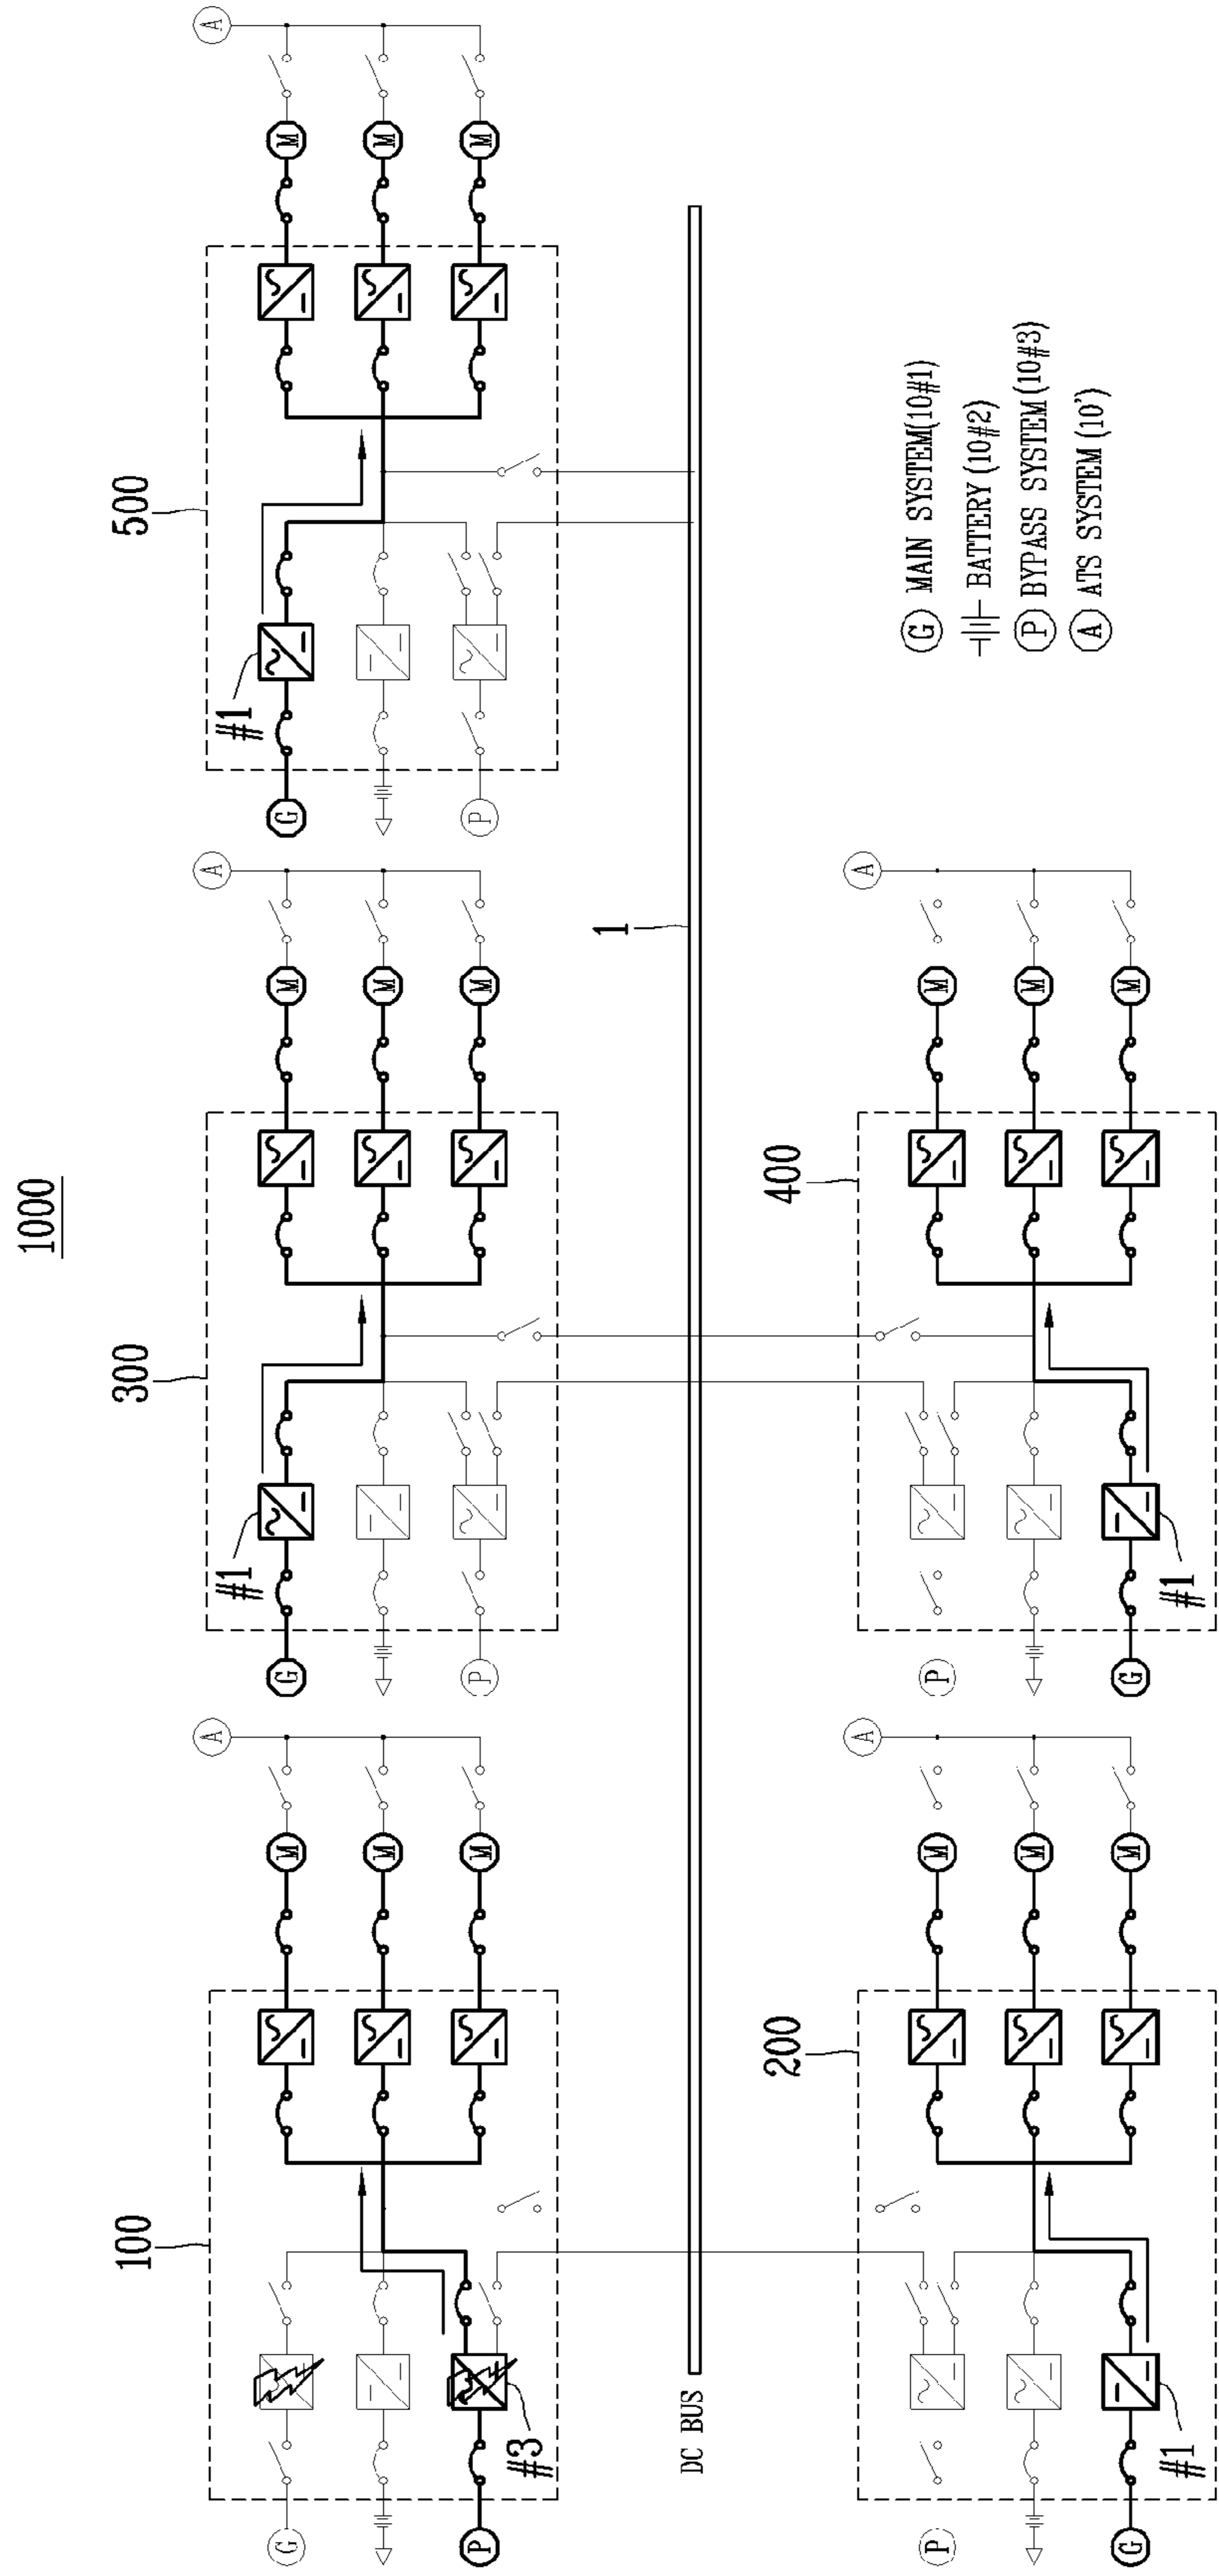 1000
100 300 500
A A A
#1 #1
G M G M G M
M M M
P M P M P M
#3
1
DC BUS
200 400
A A
P M P M
M M
G M G M
#1 #1
G MAIN SYSTEM(10#1)
BATTERY(10#2)
P BYPASS SYSTEM(10#3)
A ATS SYSTEM(10')